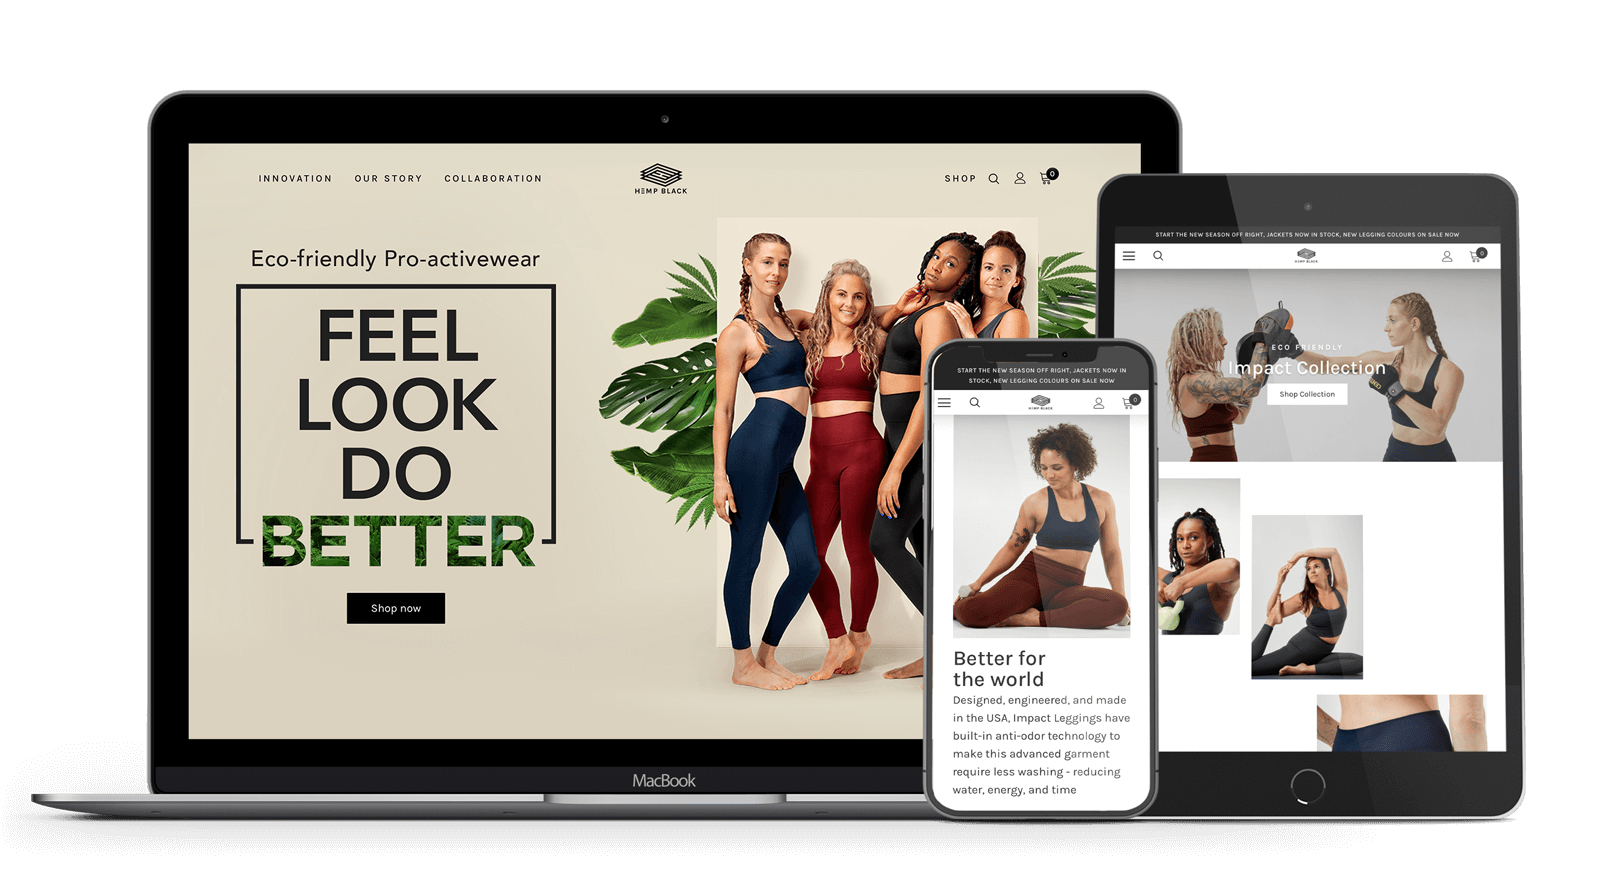 INNOVATION OUR STORY COLLABORATION
HEMP BLACK
SHOP 0
Eco-friendly Pro-activewear
FEEL
LOOK
DO
BETTER
Shop now
MacBook
START THE NEW SEASON OFF RIGHT, JACKETS NOW IN
STOCK, NEW LEGGING COLOURS ON SALE NOW
HEMP BLACK
0
Better for
the world
Designed, engineered, and made
in the USA, Impact Leggings have
built-in anti-odor technology to
make this advanced garment
require less washing - reducing
water, energy, and time
START THE NEW SEASON OFF RIGHT, JACKETS NOW IN STOCK, NEW LEGGING COLOURS ON SALE NOW
HEMP BLACK
0
ECO FRIENDLY
Impact Collection
Shop Collection